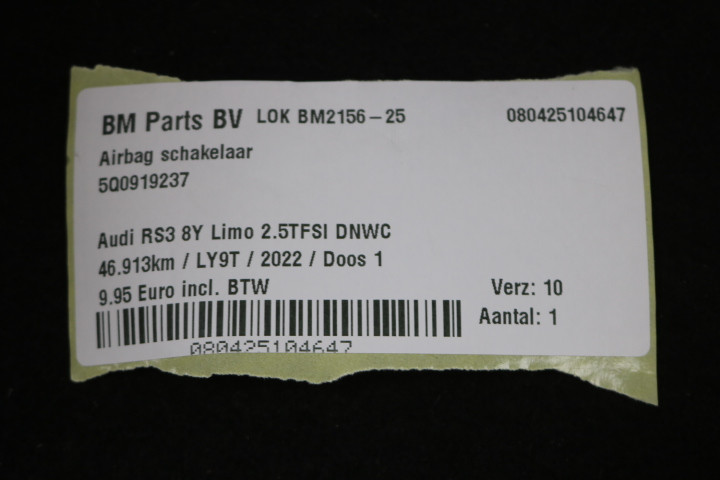 BM Parts BV LOK BM2156-25 080425104647
Airbag schakelaar
5Q0919237
Audi RS3 8Y Limo 2.5TFSI DNWC
46.913km / LY9T / 2022 / Doos 1
9.95 Euro incl. BTW Verz: 10
Aantal: 1
080425104647